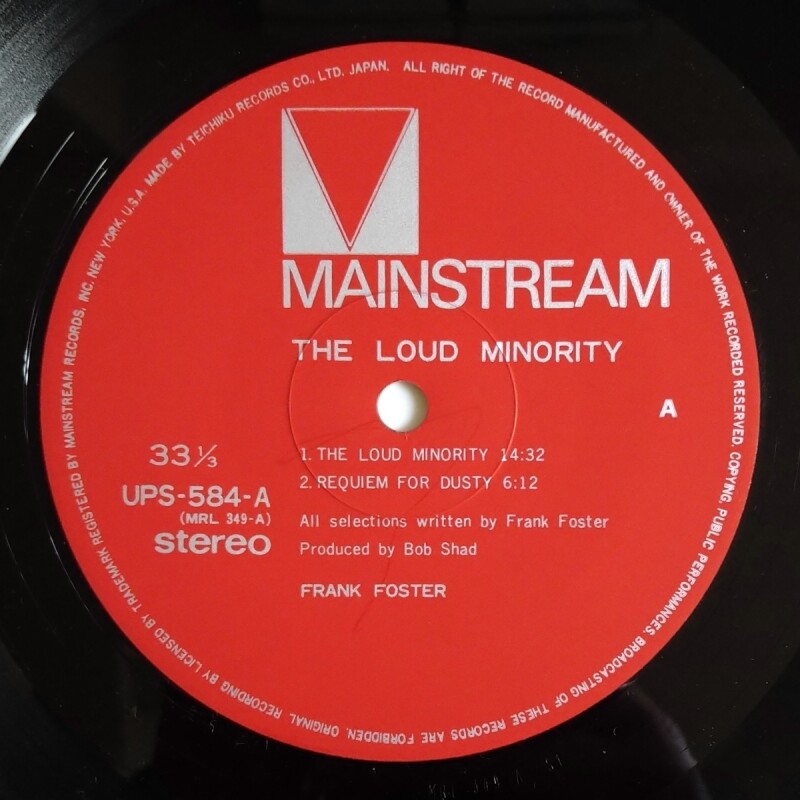 MADE BY TEICHIKU RECORDS CO., LTD. JAPAN. ALL RIGHT OF THE RECORD MANUFACTURED AND OWNER OF THE WORK RECORDED RESERVED. COPYING, PUBLIC PERFORMANCES, BROADCASTING OF THESE RECORDS ARE FORBIDDEN. ORIGINAL RECORDING BY LICENSED BY TRADEMARK REGISTERED BY MAINSTREAM RECORDS, INC. NEW YORK, U.S.A.
MAINSTREAM
THE LOUD MINORITY
A
33 1/3
1. THE LOUD MINORITY 14:32
2. REQUIEM FOR DUSTY 6:12
UPS-584-A
(MRL 349-A)
stereo
All selections written by Frank Foster
Produced by Bob Shad
FRANK FOSTER